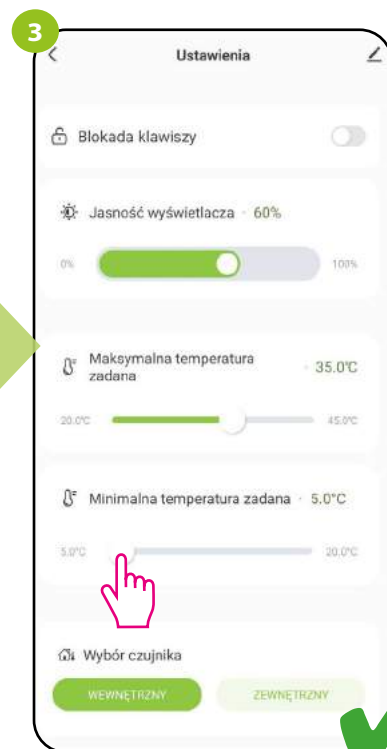 3
Ustawienia
Blokada klawiszy
Jasność wyświetlacza · 60%
0% 100%
Maksymalna temperatura
zadana · 35.0°C
20.0°C 45.0°C
Minimalna temperatura zadana · 5.0°C
5.0°C 20.0°C
Wybór czujnika
WEWNĘTRZNY ZEWNĘTRZNY